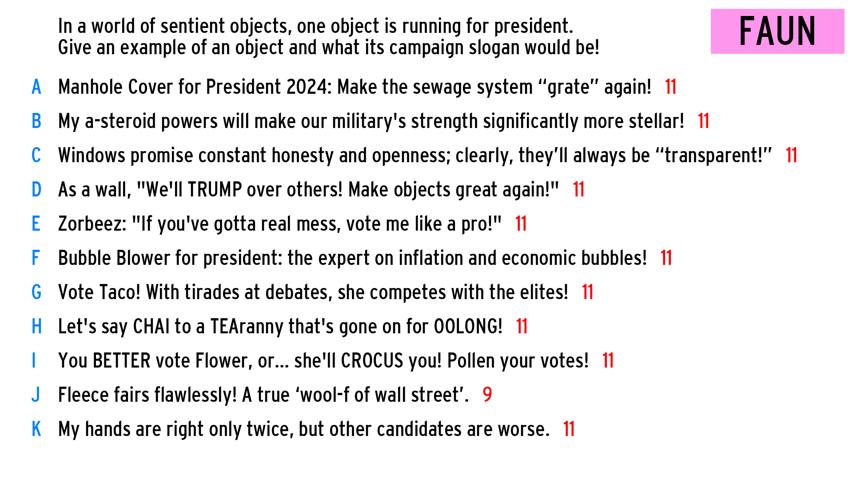 In a world of sentient objects, one object is running for president.
Give an example of an object and what its campaign slogan would be!
FAUN
A Manhole Cover for President 2024: Make the sewage system “grate” again! 11
B My a-steroid powers will make our military's strength significantly more stellar! 11
C Windows promise constant honesty and openness; clearly, they’ll always be “transparent!” 11
D As a wall, "We'll TRUMP over others! Make objects great again!" 11
E Zorbeez: "If you've gotta real mess, vote me like a pro!" 11
F Bubble Blower for president: the expert on inflation and economic bubbles! 11
G Vote Taco! With tirades at debates, she competes with the elites! 11
H Let's say CHAI to a TEAranny that's gone on for OOLONG! 11
I You BETTER vote Flower, or... she'll CROCUS you! Pollen your votes! 11
J Fleece fairs flawlessly! A true ‘wool-f of wall street’. 9
K My hands are right only twice, but other candidates are worse. 11